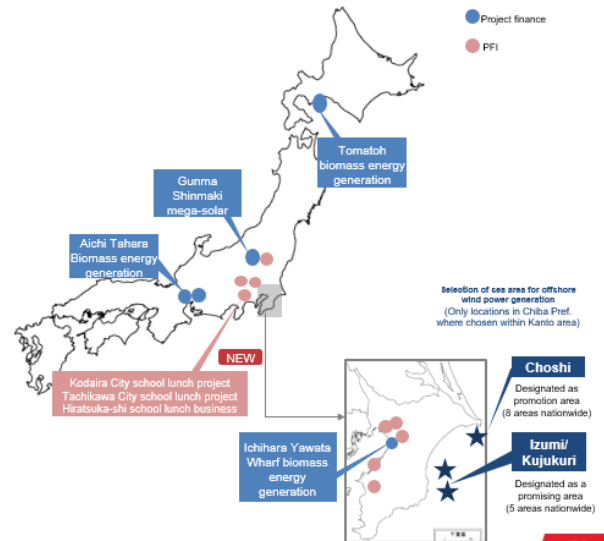 Project finance
PFI
Tomatoh
biomass energy
generation
Gunma
Shinmaki
mega-solar
Aichi Tahara
Biomass energy
generation
Selection of sea area for offshore
wind power generation
(Only locations in Chiba Pref.
where chosen within Kanto area)
NEW
Kodaira City school lunch project
Tachikawa City school lunch project
Hiratsuka-shi school lunch business
Choshi
Designated as
promotion area
(8 areas nationwide)
Ichihara Yawata
Wharf biomass
energy
generation
Izumi/
Kujukuri
Designated as a
promising area
(5 areas nationwide)
千葉県